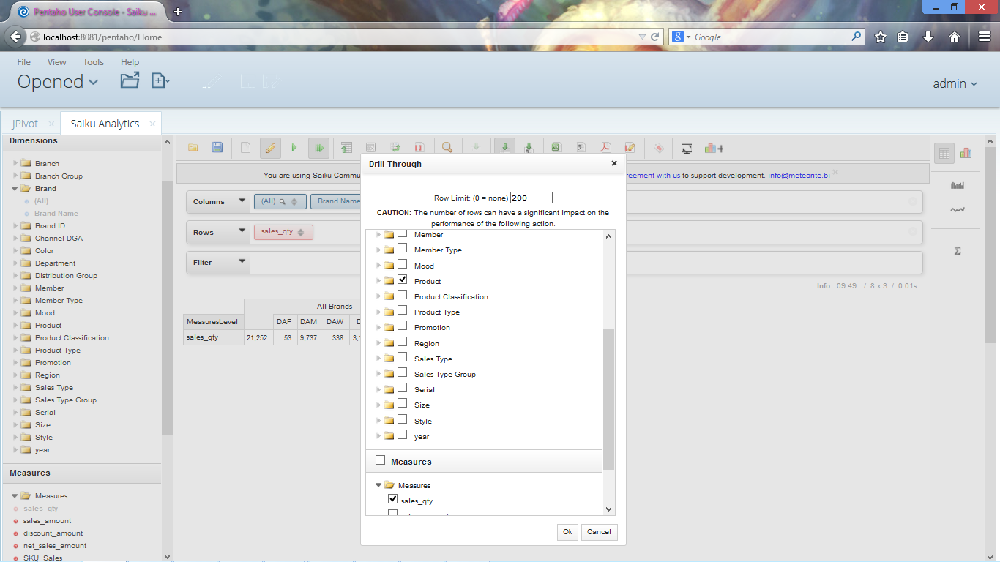 Pentaho User Console - Saiku ...
localhost:8081/pentaho/Home
Google
File View Tools Help
Opened
admin
JPivot
Saiku Analytics
Dimensions
Branch
Branch Group
Brand
(All)
Brand Name
Brand ID
Channel DGA
Color
Department
Distribution Group
Member
Member Type
Mood
Product
Product Classification
Product Type
Promotion
Region
Sales Type
Sales Type Group
Serial
Size
Style
year
Measures
Measures
sales_qty
sales_amount
discount_amount
net_sales_amount
SKU_Sales
You are using Saiku Commu
reement with us to support development. info@meteorite.bi
Columns (All) Brand Name
Rows sales_qty
Filter
Info: 09:49 / 8 x 3 / 0.01s
All Brands
MeasuresLevel DAF DAM DAW D
sales_qty 21,252 53 9,737 338 3,
Drill-Through
Row Limit: (0 = none) 200
CAUTION: The number of rows can have a significant impact on the
performance of the following action.
Member
Member Type
Mood
Product
Product Classification
Product Type
Promotion
Region
Sales Type
Sales Type Group
Serial
Size
Style
year
Measures
Measures
sales_qty
Ok Cancel